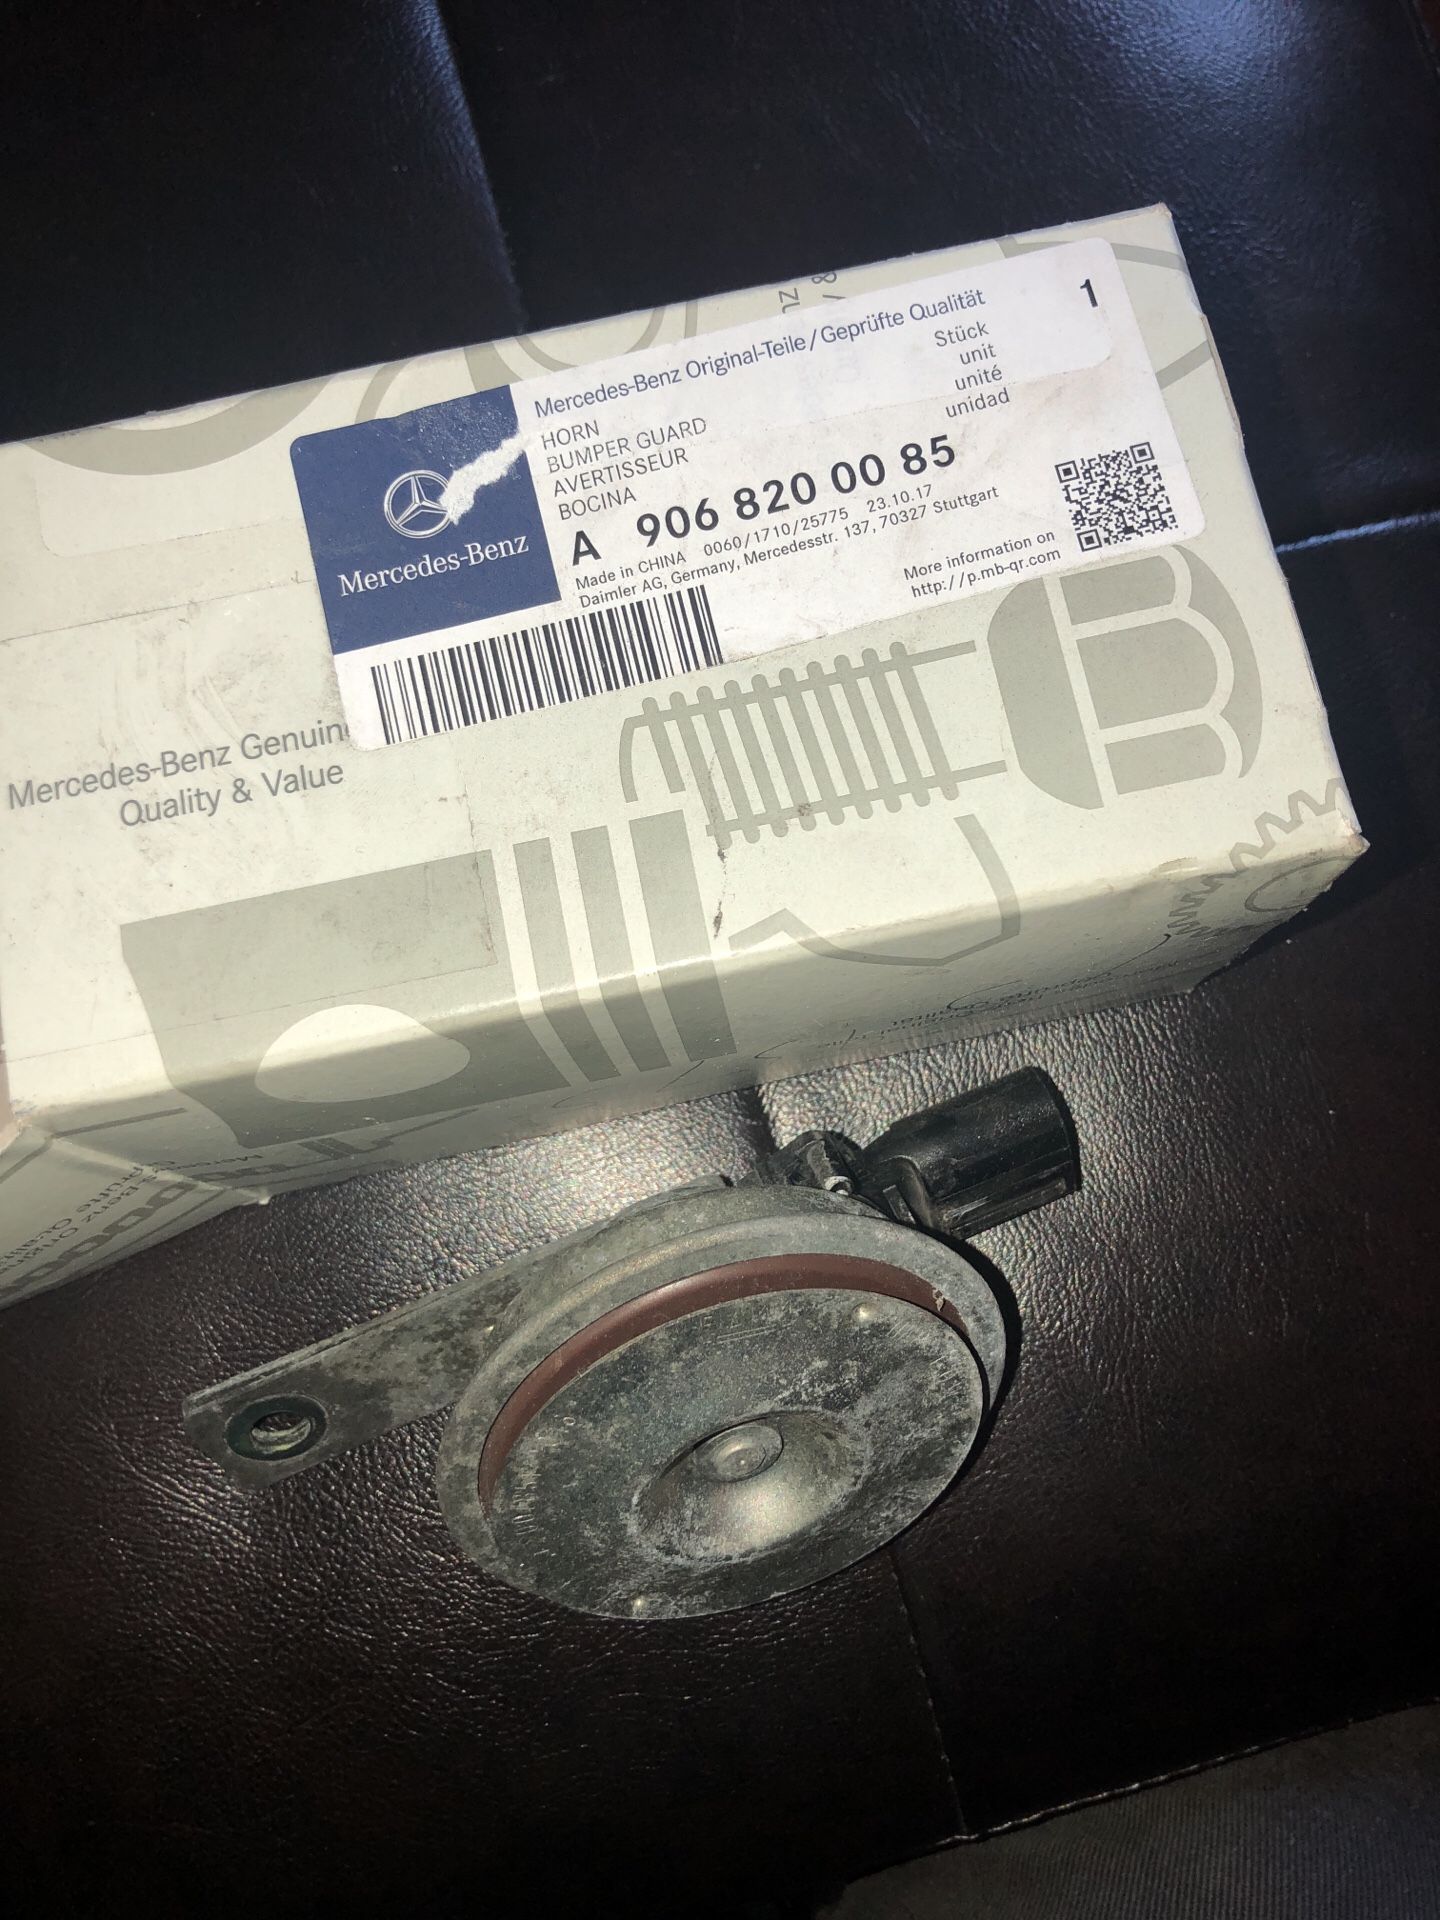 Mercedes-Benz Original-Teile/Geprüfte Qualität
1
HORN
BUMPER GUARD
AVERTISSEUR
BOCINA
Stück
unit
unité
unidad
A 906 820 00 85
Made in CHINA 0060/1710/25775 23.10.17
Daimler AG, Germany, Mercedesstr. 137, 70327 Stuttgart
More information on
http://p.mb-qr.com
Mercedes-Benz
Mercedes-Benz Genuin
Quality & Value